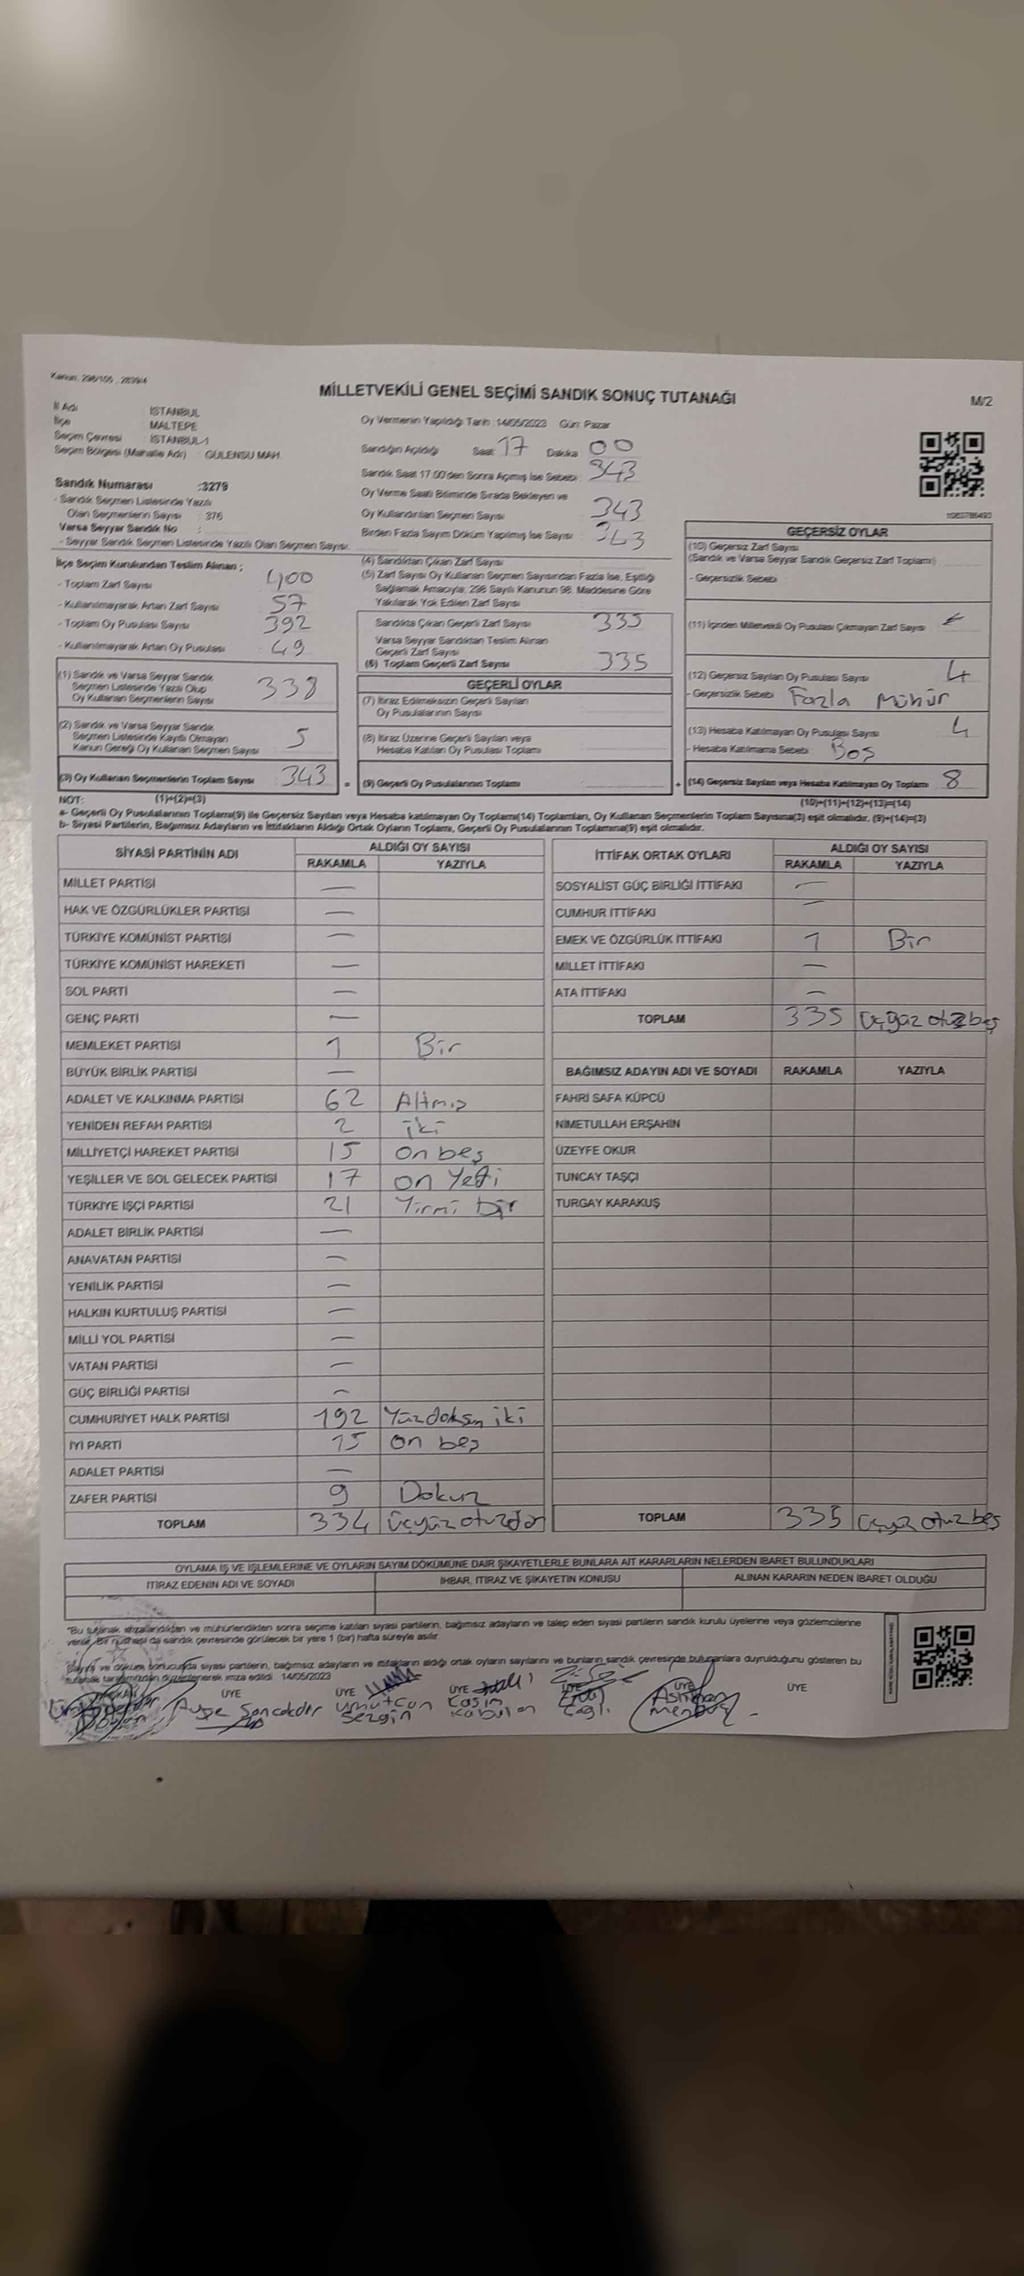 Kanun: 298/105 , 2839/4
MİLLETVEKİLİ GENEL SEÇİMİ SANDIK SONUÇ TUTANAĞI
M/2
İl Adı : İSTANBUL
İlçe : MALTEPE
Seçim Çevresi : İSTANBUL-1
Seçim Bölgesi (Mahalle Adı) : GÜLENSU MAH.
Oy Vermenin Yapıldığı Tarih :14/05/2023 Gün: Pazar
Sandığın Açıldığı Saat 17 Dakika 00
Sandık Saat 17.00'den Sonra Açılmış İse Sebebi : 343
Oy Verme Saati Bitiminde Sırada Bekleyen ve
Oy Kullandırılan Seçmen Sayısı : 343
Birden Fazla Sayım Döküm Yapılmış İse Sayısı : 343
Sandık Numarası :3279
- Sandık Seçmen Listesinde Yazılı
Olan Seçmenlerin Sayısı : 376
Varsa Seyyar Sandık No :
- Seyyar Sandık Seçmen Listesinde Yazılı Olan Seçmen Sayısı:
İlçe Seçim Kurulundan Teslim Alınan ;
- Toplam Zarf Sayısı : 400
- Kullanılmayarak Artan Zarf Sayısı : 57
- Toplam Oy Pusulası Sayısı : 392
- Kullanılmayarak Artan Oy Pusulası : 49
(1) Sandık ve Varsa Seyyar Sandık
Seçmen Listesinde Yazılı Olup
Oy Kullanan Seçmenlerin Sayısı 338
(2) Sandık ve Varsa Seyyar Sandık
Seçmen Listesinde Kayıtlı Olmayan
Kanun Gereği Oy Kullanan Seçmen Sayısı 5
(3) Oy Kullanan Seçmenlerin Toplam Sayısı 343
(1)+(2)=(3)
(4) Sandıktan Çıkan Zarf Sayısı :
(5) Zarf Sayısı Oy Kullanan Seçmen Sayısından Fazla İse, Eşitliği
Sağlamak Amacıyla, 298 Sayılı Kanunun 98. Maddesine Göre
Yakılarak Yok Edilen Zarf Sayısı :
Sandıkta Çıkan Geçerli Zarf Sayısı : 335
Varsa Seyyar Sandıktan Teslim Alınan
Geçerli Zarf Sayısı
(6) Toplam Geçerli Zarf Sayısı : 335
GEÇERLİ OYLAR
(7) İtiraz Edilmeksizin Geçerli Sayılan
Oy Pusulalarının Sayısı :
(8) İtiraz Üzerine Geçerli Sayılan veya
Hesaba Katılan Oy Pusulası Toplamı :
= (9) Geçerli Oy Pusulalarının Toplamı :
GEÇERSİZ OYLAR
(10) Geçersiz Zarf Sayısı
(Sandık ve Varsa Seyyar Sandık Geçersiz Zarf Toplamı) :
- Geçersizlik Sebebi :
(11) İçinden Milletvekili Oy Pusulası Çıkmayan Zarf Sayısı :
(12) Geçersiz Sayılan Oy Pusulası Sayısı : 4
- Geçersizlik Sebebi : Fazla Mühür
(13) Hesaba Katılmayan Oy Pusulası Sayısı : 4
- Hesaba Katılmama Sebebi : Boş
+ (14) Geçersiz Sayılan veya Hesaba Katılmayan Oy Toplamı : 8
(10)+(11)+(12)+(13)=(14)
NOT:
a- Geçerli Oy Pusulalarının Toplamı(9) ile Geçersiz Sayılan veya Hesaba katılmayan Oy Toplamı(14) Toplamları, Oy Kullanan Seçmenlerin Toplam Sayısına(3) eşit olmalıdır. (9)+(14)=(3)
b- Siyasi Partilerin, Bağımsız Adayların ve İttifakların Aldığı Ortak Oyların Toplamı, Geçerli Oy Pusulalarının Toplamına(9) eşit olmalıdır.
SİYASİ PARTİNİN ADI ALDIĞI OY SAYISI
RAKAMLA YAZIYLA
MİLLET PARTİSİ —
HAK VE ÖZGÜRLÜKLER PARTİSİ —
TÜRKİYE KOMÜNİST PARTİSİ —
TÜRKİYE KOMÜNİST HAREKETİ —
SOL PARTİ —
GENÇ PARTİ —
MEMLEKET PARTİSİ 1 Bir
BÜYÜK BİRLİK PARTİSİ —
ADALET VE KALKINMA PARTİSİ 62 Altmış
YENİDEN REFAH PARTİSİ 2 iki
MİLLİYETÇİ HAREKET PARTİSİ 15 on beş
YEŞİLLER VE SOL GELECEK PARTİSİ 17 on Yedi
TÜRKİYE İŞÇİ PARTİSİ 21 Yirmi bir
ADALET BİRLİK PARTİSİ —
ANAVATAN PARTİSİ —
YENİLİK PARTİSİ —
HALKIN KURTULUŞ PARTİSİ —
MİLLİ YOL PARTİSİ —
VATAN PARTİSİ —
GÜÇ BİRLİĞİ PARTİSİ —
CUMHURİYET HALK PARTİSİ 192 Yüzdoksan iki
İYİ PARTİ 15 on beş
ADALET PARTİSİ —
ZAFER PARTİSİ 9 Dokuz
TOPLAM 334 üçyüz otuzdört
İTTİFAK ORTAK OYLARI ALDIĞI OY SAYISI
RAKAMLA YAZIYLA
SOSYALİST GÜÇ BİRLİĞİ İTTİFAKI —
CUMHUR İTTİFAKI —
EMEK VE ÖZGÜRLÜK İTTİFAKI 1 Bir
MİLLET İTTİFAKI —
ATA İTTİFAKI —
TOPLAM 335 üçyüz otuz beş
BAĞIMSIZ ADAYIN ADI VE SOYADI RAKAMLA YAZIYLA
FAHRİ SAFA KÜPCÜ
NİMETULLAH ERŞAHİN
ÜZEYFE OKUR
TUNCAY TAŞÇI
TURGAY KARAKUŞ
TOPLAM 335 üçyüz otuz beş
OYLAMA İŞ VE İŞLEMLERİNE VE OYLARIN SAYIM DÖKÜMÜNE DAİR ŞİKAYETLERLE BUNLARA AİT KARARLARIN NELERDEN İBARET BULUNDUKLARI
İTİRAZ EDENİN ADI VE SOYADI İHBAR, İTİRAZ VE ŞİKAYETİN KONUSU ALINAN KARARIN NEDEN İBARET OLDUĞU
"Bu tutanak imzalandıktan ve mühürlendikten sonra seçime katılan siyasi partilerin, bağımsız adayların ve talep eden siyasi partilerin sandık kurulu üyelerine veya gözlemcilerine
verilir. Bir nüshası da sandık çevresinde görülecek bir yere 1 (bir) hafta süreyle asılır.
Sayım ve döküm sonucunda siyasi partilerin, bağımsız adayların ve ittifakların aldığı ortak oyların sayılarını ve bunların sandık çevresinde bulunanlara duyurulduğunu gösteren bu
tutanak tarafımızdan düzenlenerek imza edildi. 14/05/2023
BAŞKAN ÜYE ÜYE ÜYE ÜYE ÜYE ÜYE
Ayşe Sancakdar
Umutcan Sezgin
Kasım
Çağlı